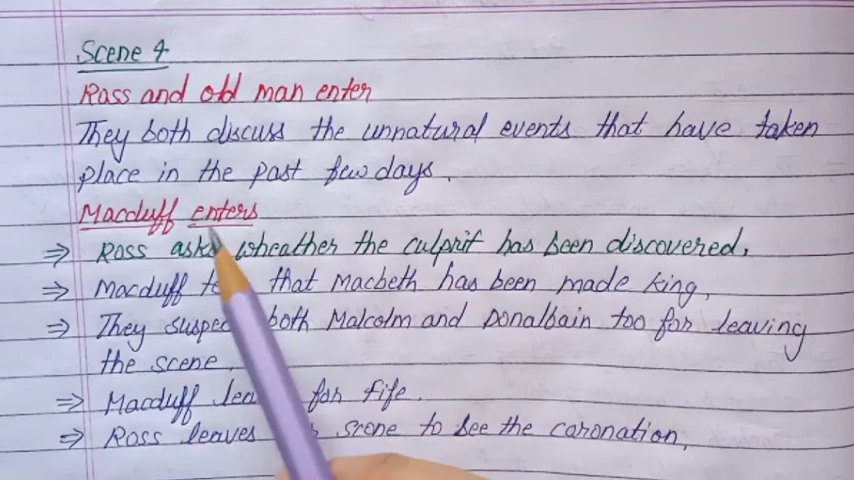 Scene 4
Ross and old man enter
They both discuss the unnatural events that have taken
place in the past few days.
Macduff enters
⇒ Ross asks wheather the culprit has been discovered,
⇒ Macduff that Macbeth has been made king,
⇒ They both Malcolm and Donalbain too for leaving
the scene.
⇒ Macduff for fife.
⇒ Ross leaves for scone to see the coronation,